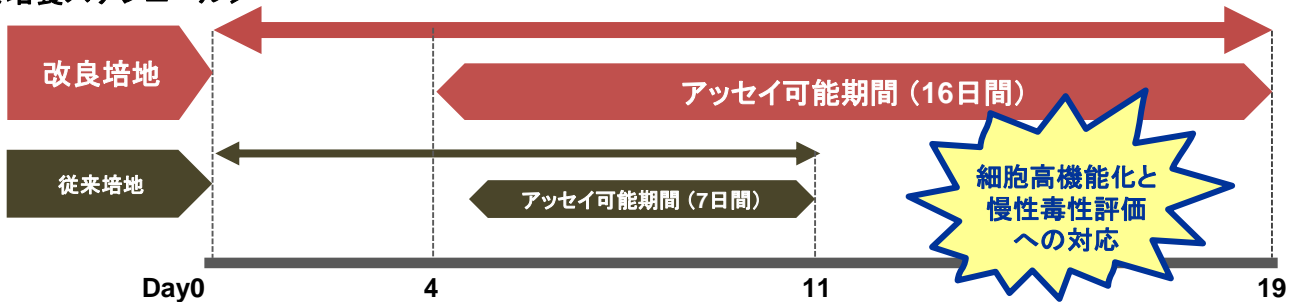 改良培地
アッセイ可能期間（16日間）
従来培地
アッセイ可能期間（7日間）
細胞高機能化と
慢性毒性評価
への対応
Day0 4 11 19